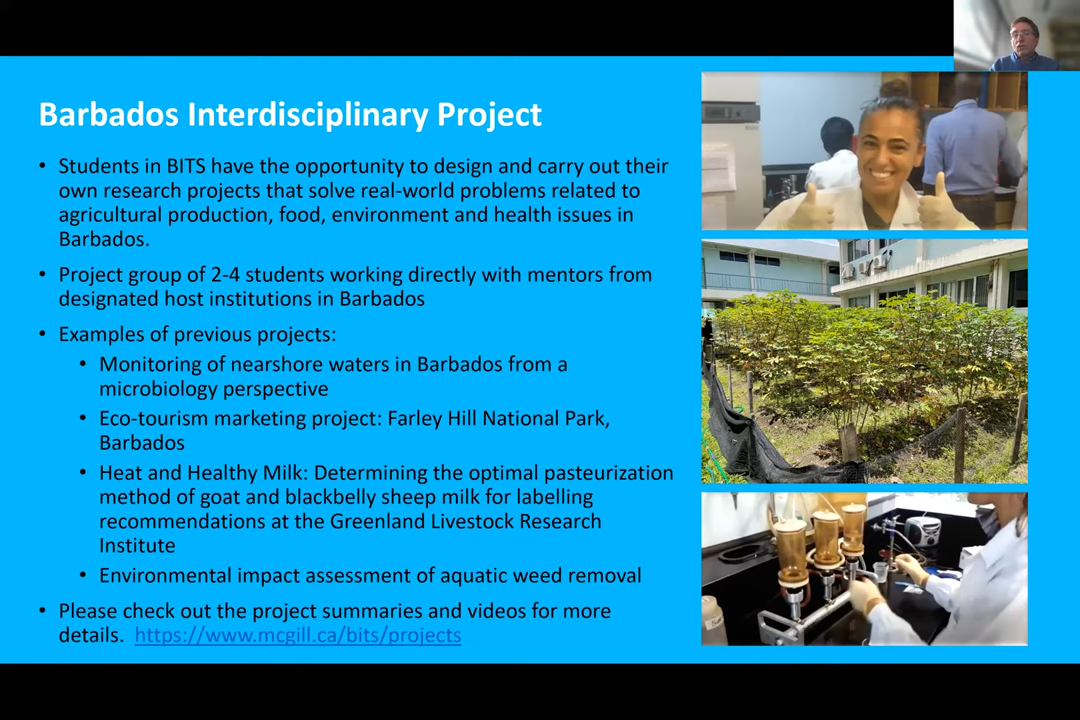 Barbados Interdisciplinary Project
• Students in BITS have the opportunity to design and carry out their
own research projects that solve real-world problems related to
agricultural production, food, environment and health issues in
Barbados.
• Project group of 2-4 students working directly with mentors from
designated host institutions in Barbados
• Examples of previous projects:
• Monitoring of nearshore waters in Barbados from a
microbiology perspective
• Eco-tourism marketing project: Farley Hill National Park,
Barbados
• Heat and Healthy Milk: Determining the optimal pasteurization
method of goat and blackbelly sheep milk for labelling
recommendations at the Greenland Livestock Research
Institute
• Environmental impact assessment of aquatic weed removal
• Please check out the project summaries and videos for more
details. https://www.mcgill.ca/bits/projects